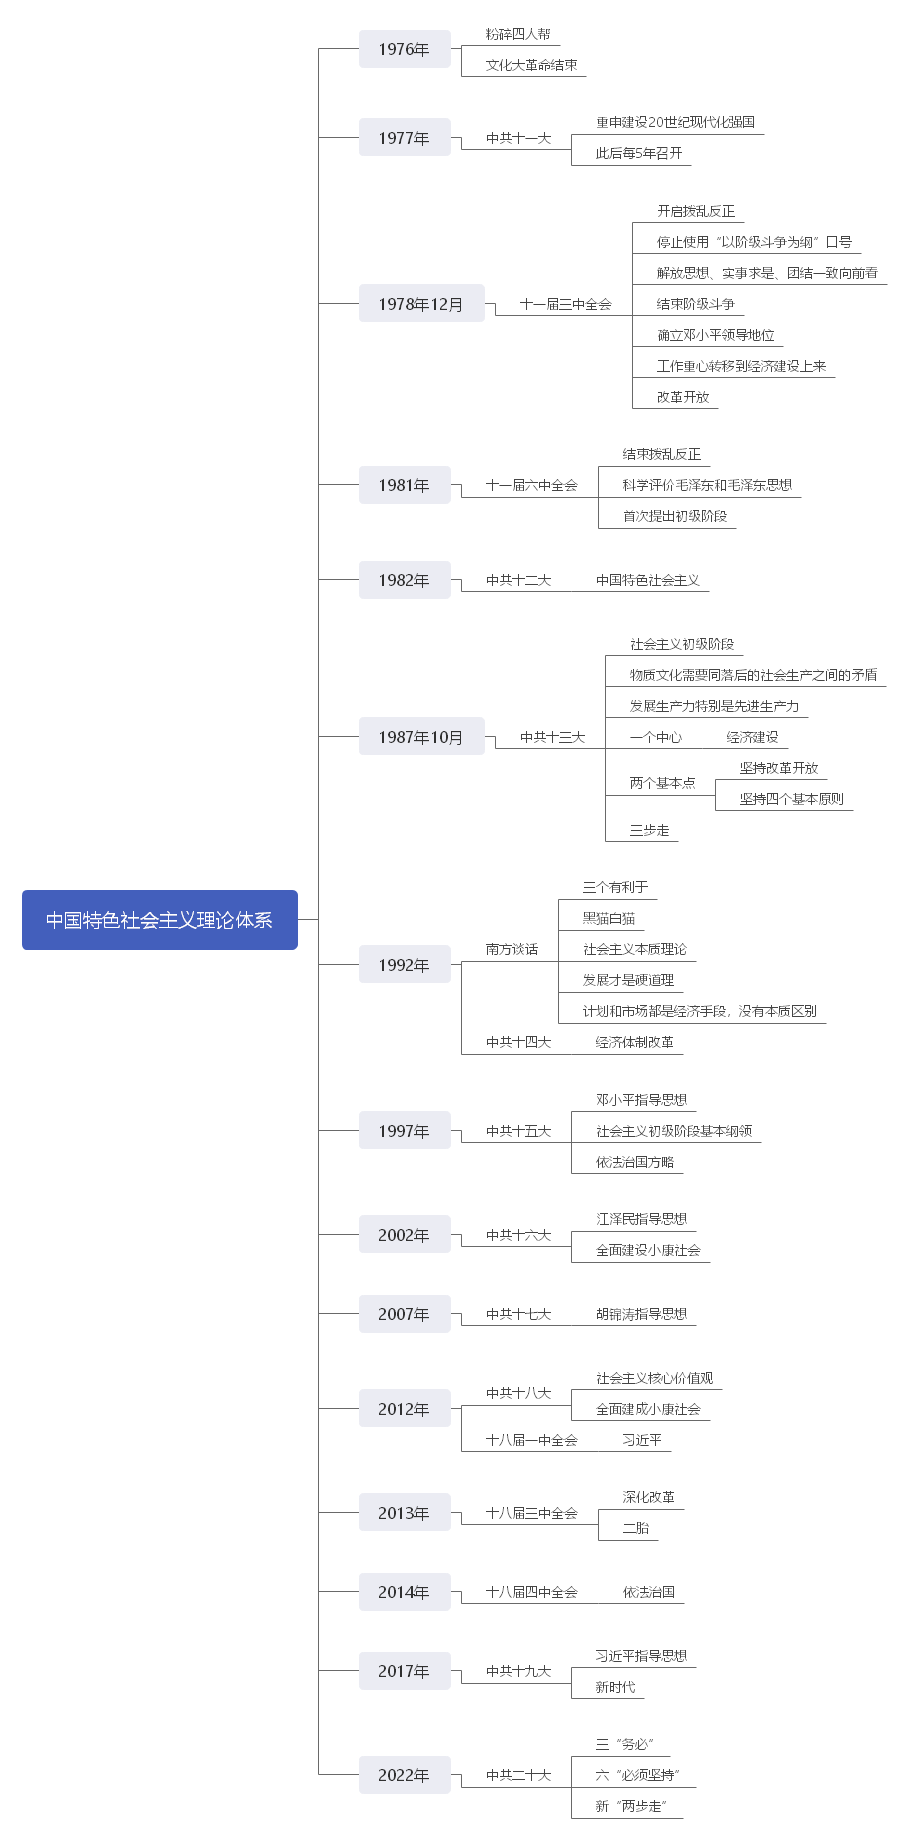 中国特色社会主义理论体系
1976年
粉碎四人帮
文化大革命结束
1977年
中共十一大
重申建设20世纪现代化强国
此后每5年召开
1978年12月
十一届三中全会
开启拨乱反正
停止使用“以阶级斗争为纲”口号
解放思想、实事求是、团结一致向前看
结束阶级斗争
确立邓小平领导地位
工作重心转移到经济建设上来
改革开放
1981年
十一届六中全会
结束拨乱反正
科学评价毛泽东和毛泽东思想
首次提出初级阶段
1982年
中共十二大
中国特色社会主义
1987年10月
中共十三大
社会主义初级阶段
物质文化需要同落后的社会生产之间的矛盾
发展生产力特别是先进生产力
一个中心
经济建设
两个基本点
坚持改革开放
坚持四个基本原则
三步走
1992年
南方谈话
三个有利于
黑猫白猫
社会主义本质理论
发展才是硬道理
计划和市场都是经济手段，没有本质区别
中共十四大
经济体制改革
1997年
中共十五大
邓小平指导思想
社会主义初级阶段基本纲领
依法治国方略
2002年
中共十六大
江泽民指导思想
全面建设小康社会
2007年
中共十七大
胡锦涛指导思想
2012年
中共十八大
社会主义核心价值观
全面建成小康社会
十八届一中全会
习近平
2013年
十八届三中全会
深化改革
二胎
2014年
十八届四中全会
依法治国
2017年
中共十九大
习近平指导思想
新时代
2022年
中共二十大
三“务必”
六“必须坚持”
新“两步走”